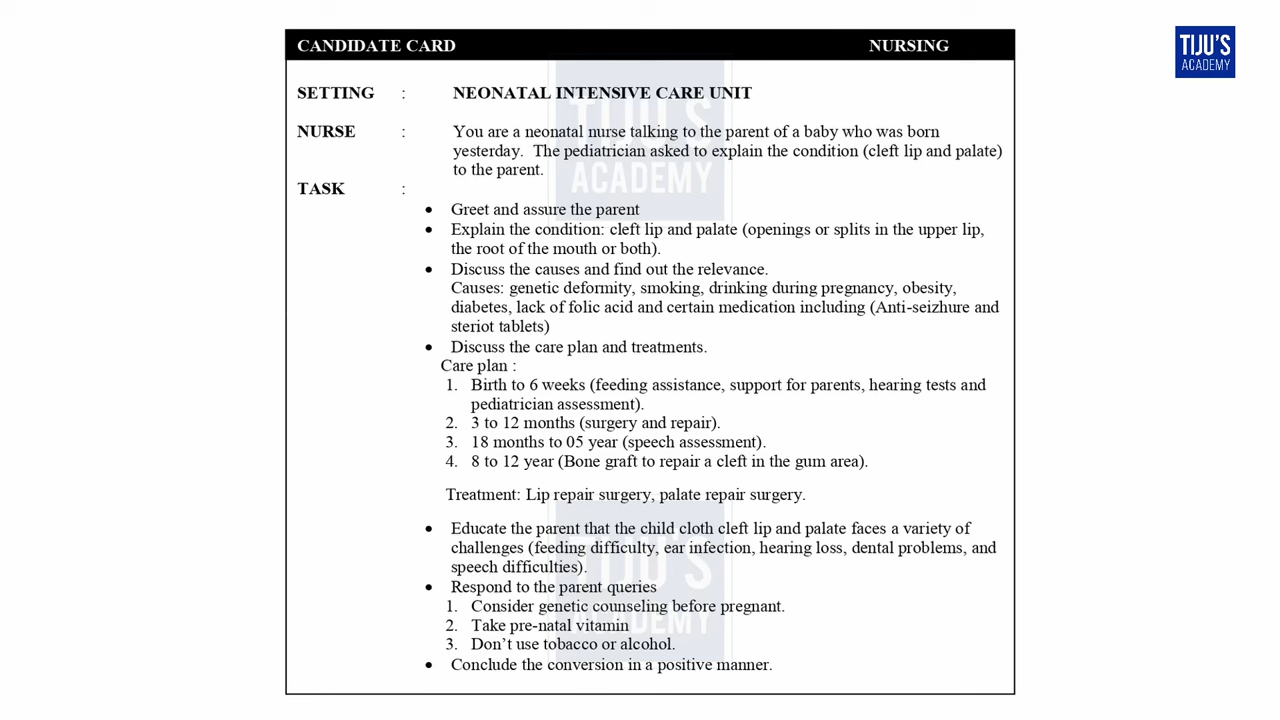 CANDIDATE CARD NURSING
TIJU'S
ACADEMY
SETTING : NEONATAL INTENSIVE CARE UNIT
NURSE : You are a neonatal nurse talking to the parent of a baby who was born
yesterday. The pediatrician asked to explain the condition (cleft lip and palate)
to the parent.
TASK :
• Greet and assure the parent
• Explain the condition: cleft lip and palate (openings or splits in the upper lip,
the root of the mouth or both).
• Discuss the causes and find out the relevance.
Causes: genetic deformity, smoking, drinking during pregnancy, obesity,
diabetes, lack of folic acid and certain medication including (Anti-seizhure and
steriot tablets)
• Discuss the care plan and treatments.
Care plan :
1. Birth to 6 weeks (feeding assistance, support for parents, hearing tests and
pediatrician assessment).
2. 3 to 12 months (surgery and repair).
3. 18 months to 05 year (speech assessment).
4. 8 to 12 year (Bone graft to repair a cleft in the gum area).
Treatment: Lip repair surgery, palate repair surgery.
• Educate the parent that the child cloth cleft lip and palate faces a variety of
challenges (feeding difficulty, ear infection, hearing loss, dental problems, and
speech difficulties).
• Respond to the parent queries
1. Consider genetic counseling before pregnant.
2. Take pre-natal vitamin
3. Don't use tobacco or alcohol.
• Conclude the conversion in a positive manner.
TIJU'S
ACADEMY
TIJU'S
ACADEMY